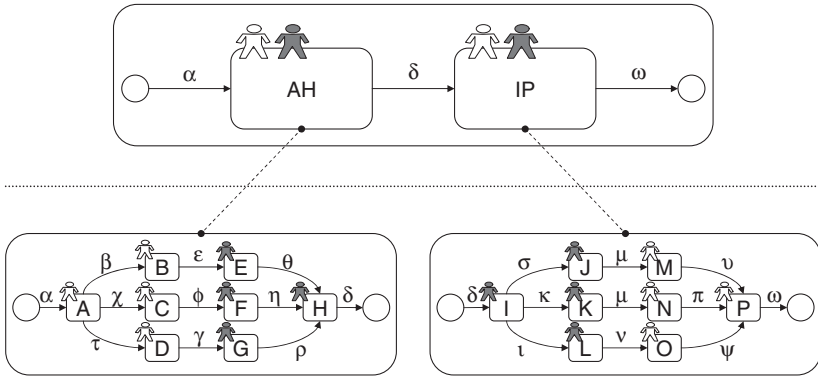 α AH δ IP ω
β B ε E θ
α A χ C φ F η H δ
τ D γ G ρ
σ J μ M υ
δ I κ K μ N π P ω
ι L ν O ψ